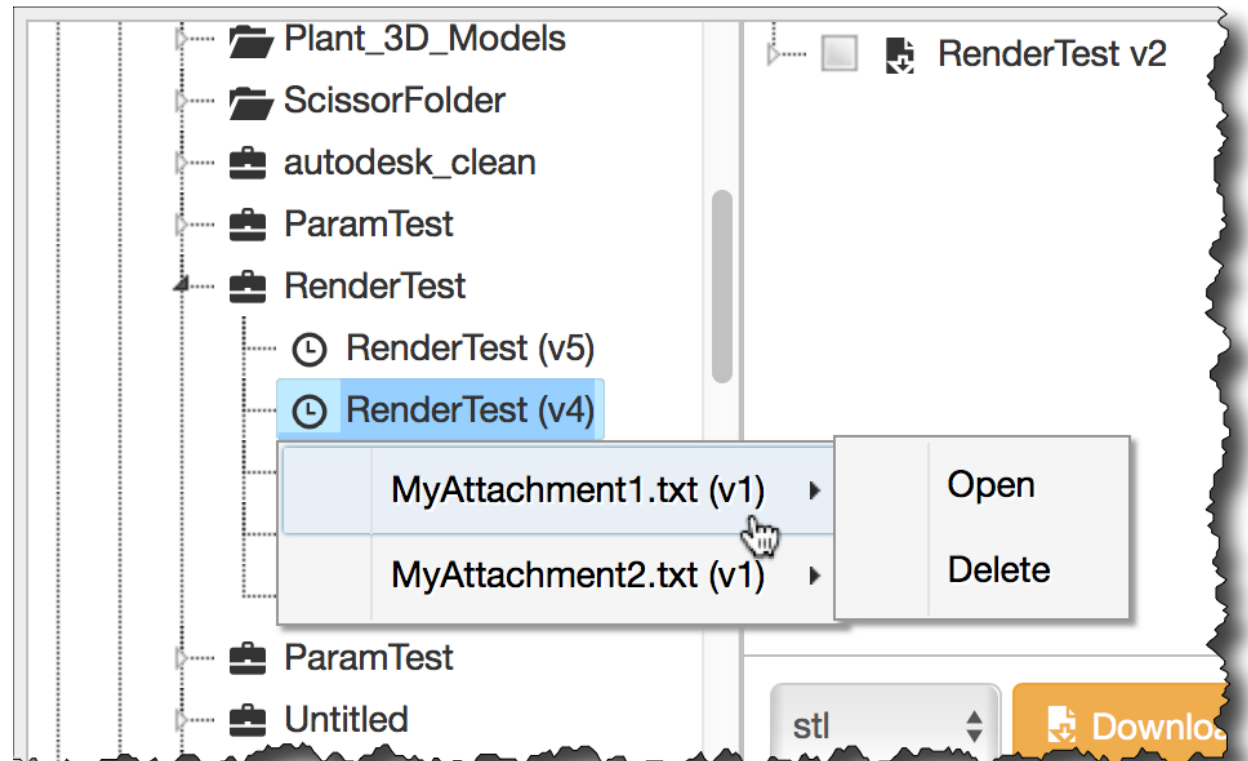 Plant_3D_Models
ScissorFolder
autodesk_clean
ParamTest
RenderTest
RenderTest (v5)
RenderTest (v4)
MyAttachment1.txt (v1)
MyAttachment2.txt (v1)
Open
Delete
ParamTest
Untitled
RenderTest v2
stl